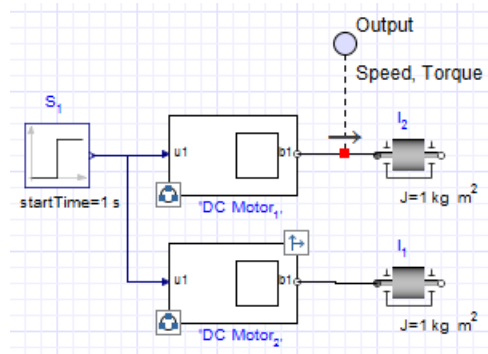 Output
Speed, Torque
S1
I2
u1
b1
startTime=1 s
'DC Motor1'
J=1 kg m²
I1
u1
b1
'DC Motor2'
J=1 kg m²